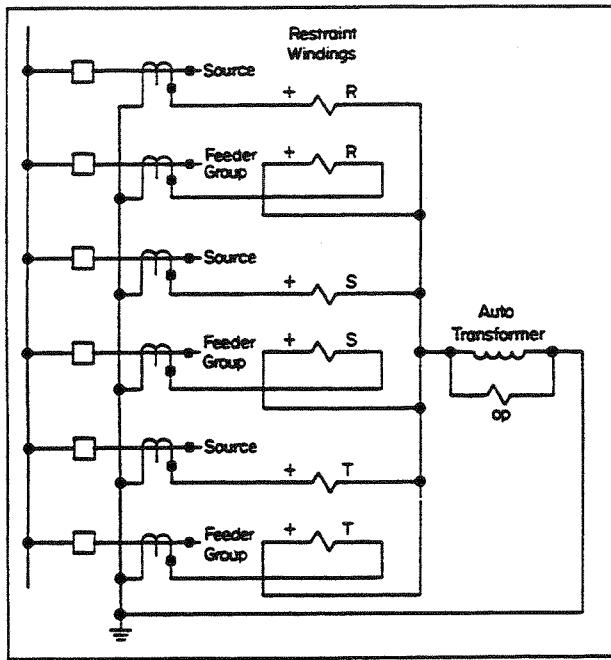 Restraint
Windings
Source
+ R
Feeder
Group
+ R
Source
+ S
Feeder
Group
+ S
Auto
Transformer
op
Source
+ T
Feeder
Group
+ T